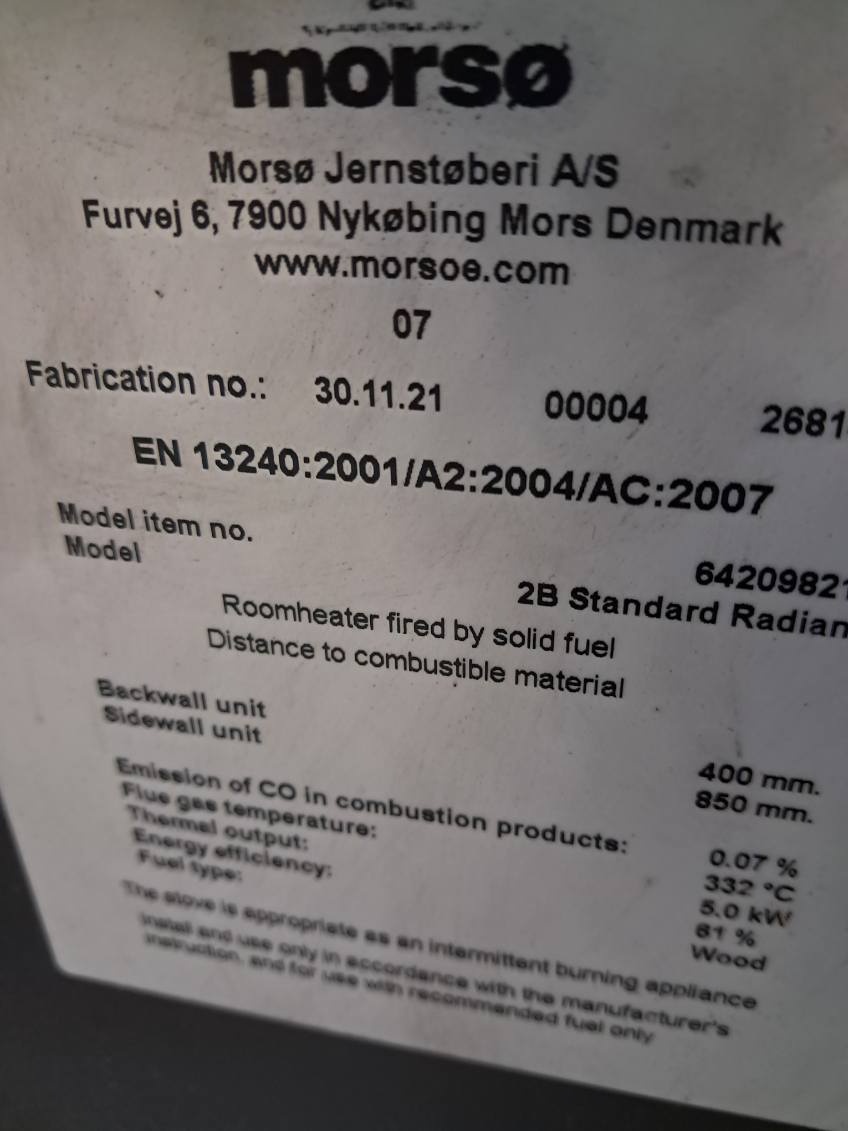 morsø
Morsø Jernstøberi A/S
Furvej 6, 7900 Nykøbing Mors Denmark
www.morsoe.com
07
Fabrication no.: 30.11.21 00004 2681
EN 13240:2001/A2:2004/AC:2007
Model item no. 6420982
Model 2B Standard Radian
Roomheater fired by solid fuel
Distance to combustible material
Backwall unit 400 mm.
Sidewall unit 850 mm.
Emission of CO in combustion products: 0.07 %
Flue gas temperature: 332 °C
Thermal output: 5.0 kW
Energy efficiency: 81 %
Fuel type: Wood
The stove is appropriate as an intermittent burning appliance
Install and use only in accordance with the manufacturer's
instruction, and for use with recommended fuel only